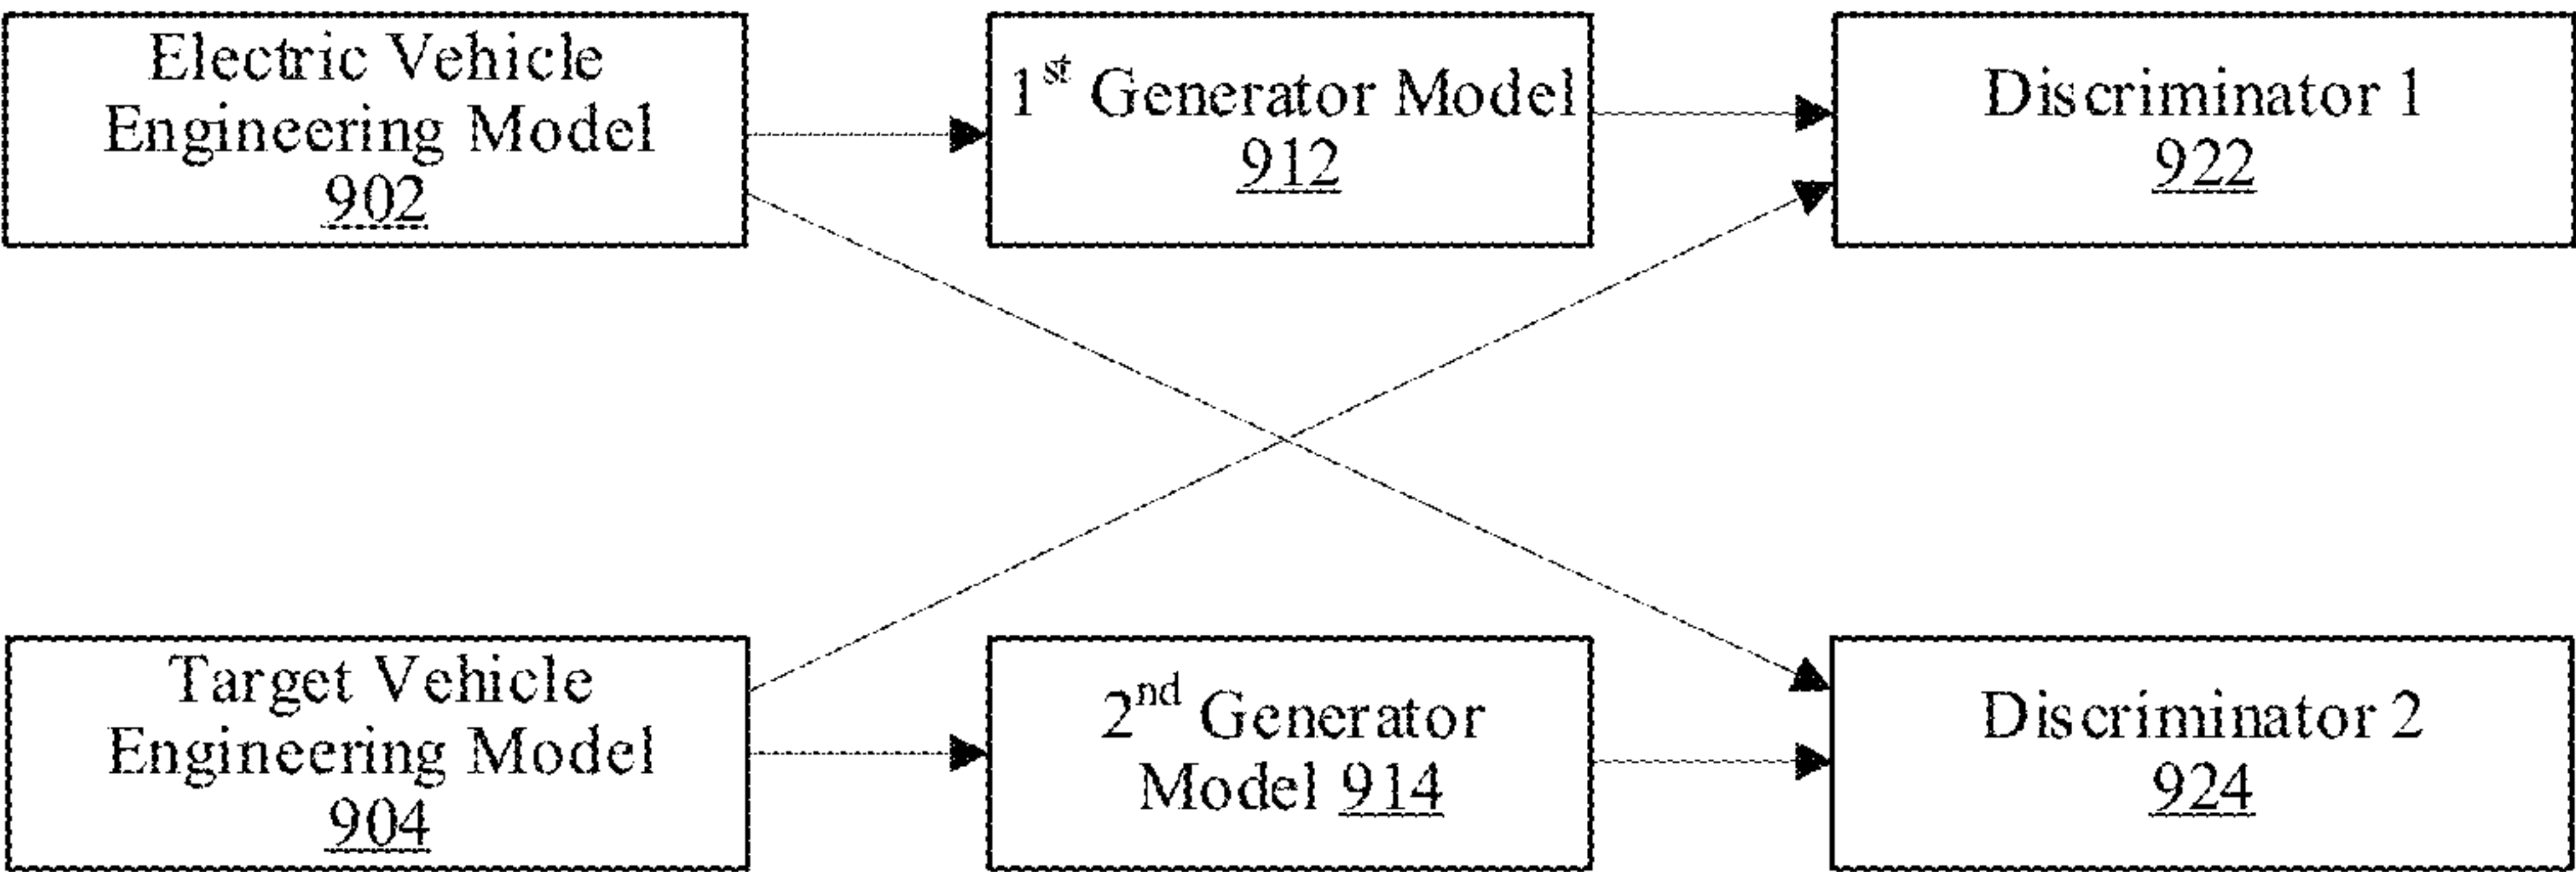 Electric Vehicle
Engineering Model
902
1st Generator Model
912
Discriminator 1
922
Target Vehicle
Engineering Model
904
2nd Generator
Model 914
Discriminator 2
924